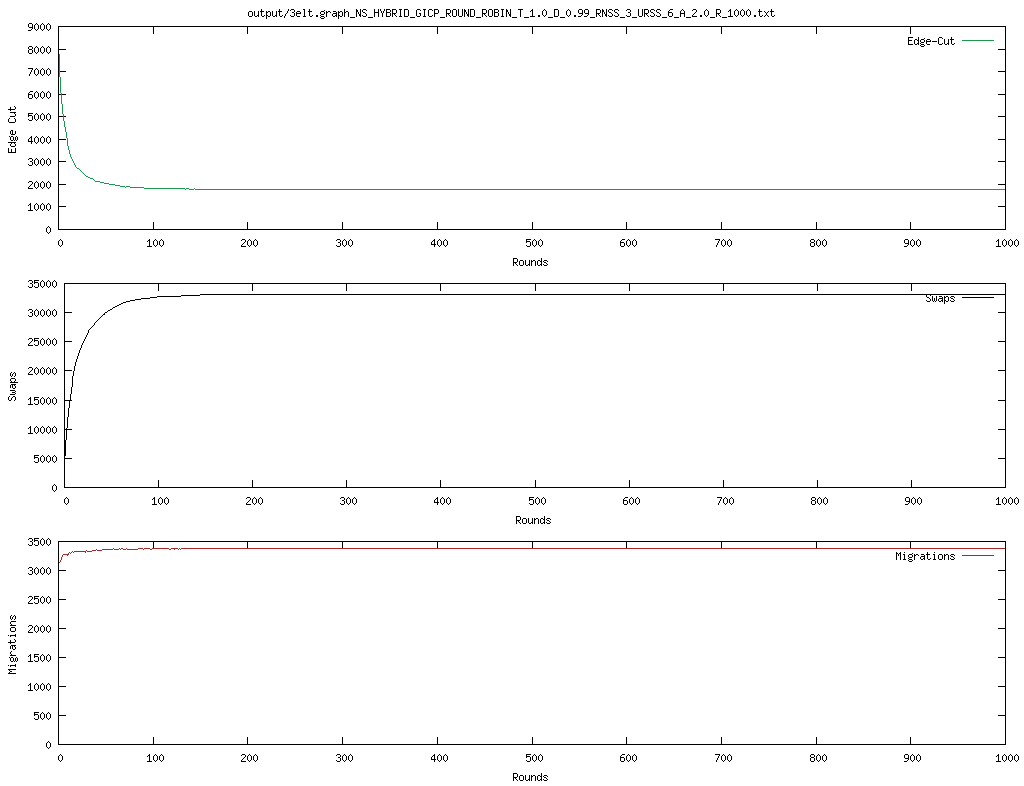 output/3elt.graph_NS_HYBRID_GICP_ROUND_ROBIN_T_1.0_D_0.99_RNSS_3_URSS_6_A_2.0_R_1000.txt
9000
8000
7000
6000
5000
4000
3000
2000
1000
0
Edge Cut
Edge-Cut
0 100 200 300 400 500 600 700 800 900 1000
Rounds
35000
30000
25000
20000
15000
10000
5000
0
Swaps
Swaps
0 100 200 300 400 500 600 700 800 900 1000
Rounds
3500
3000
2500
2000
1500
1000
500
0
Migrations
Migrations
0 100 200 300 400 500 600 700 800 900 1000
Rounds